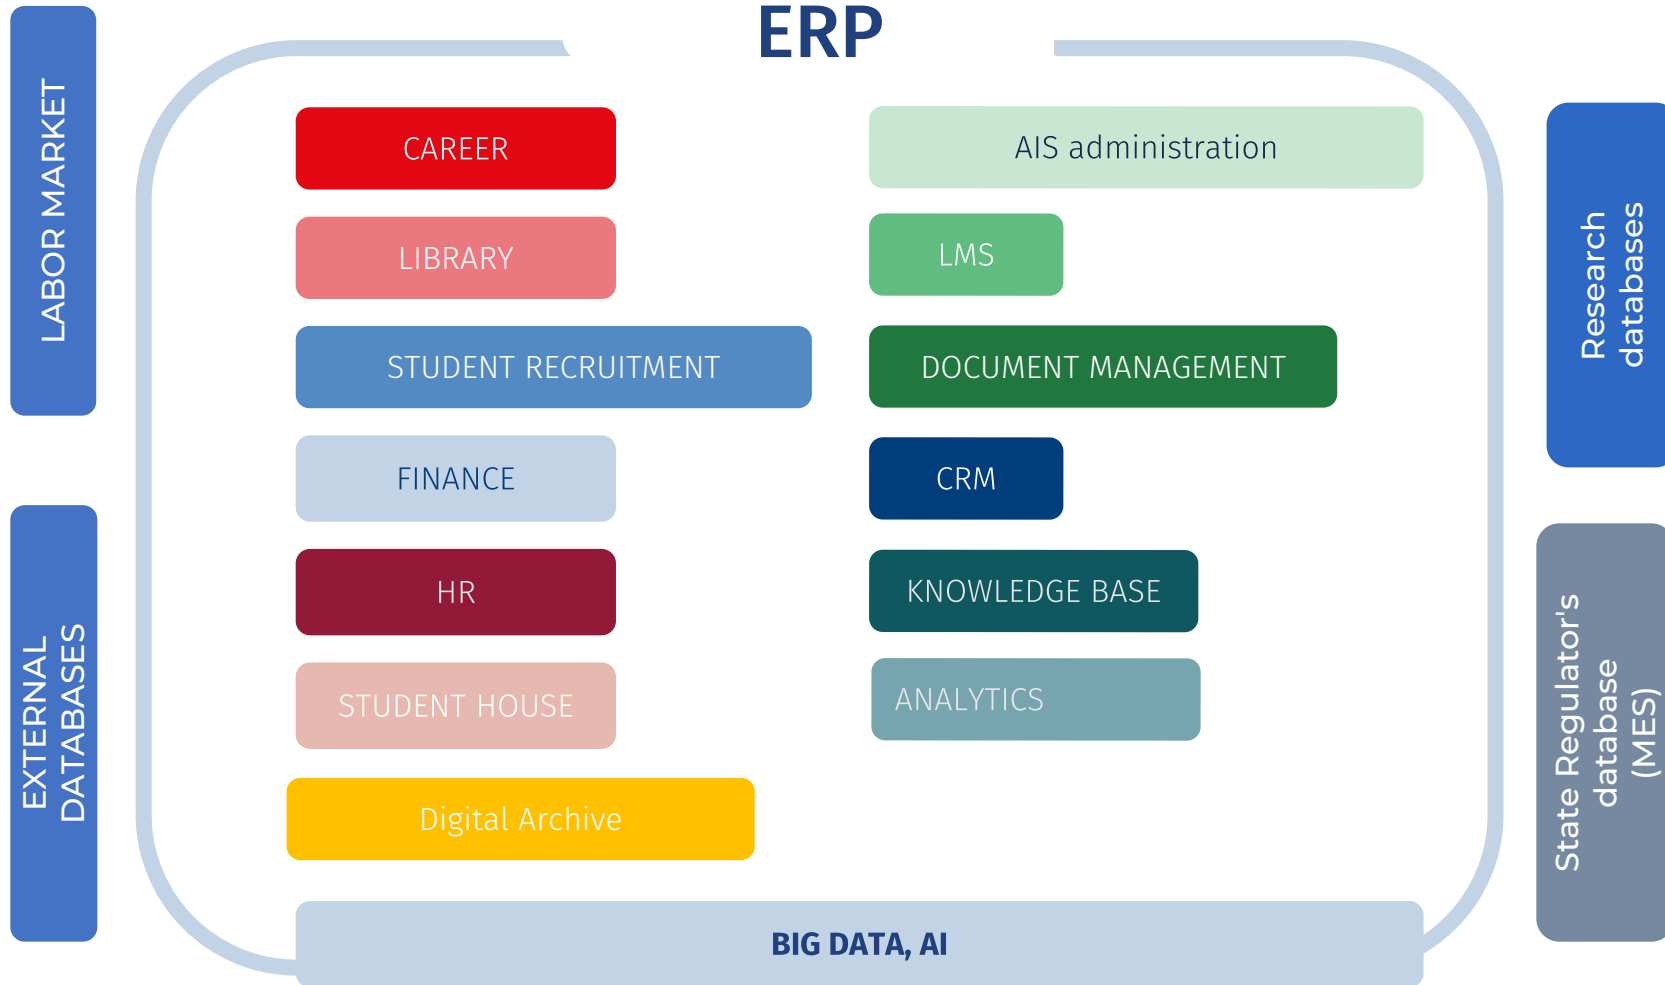 ERP
LABOR MARKET
EXTERNAL
DATABASES
CAREER
LIBRARY
STUDENT RECRUITMENT
FINANCE
HR
STUDENT HOUSE
Digital Archive
AIS administration
LMS
DOCUMENT MANAGEMENT
CRM
KNOWLEDGE BASE
ANALYTICS
BIG DATA, AI
Research
databases
State Regulator's
database
(MES)